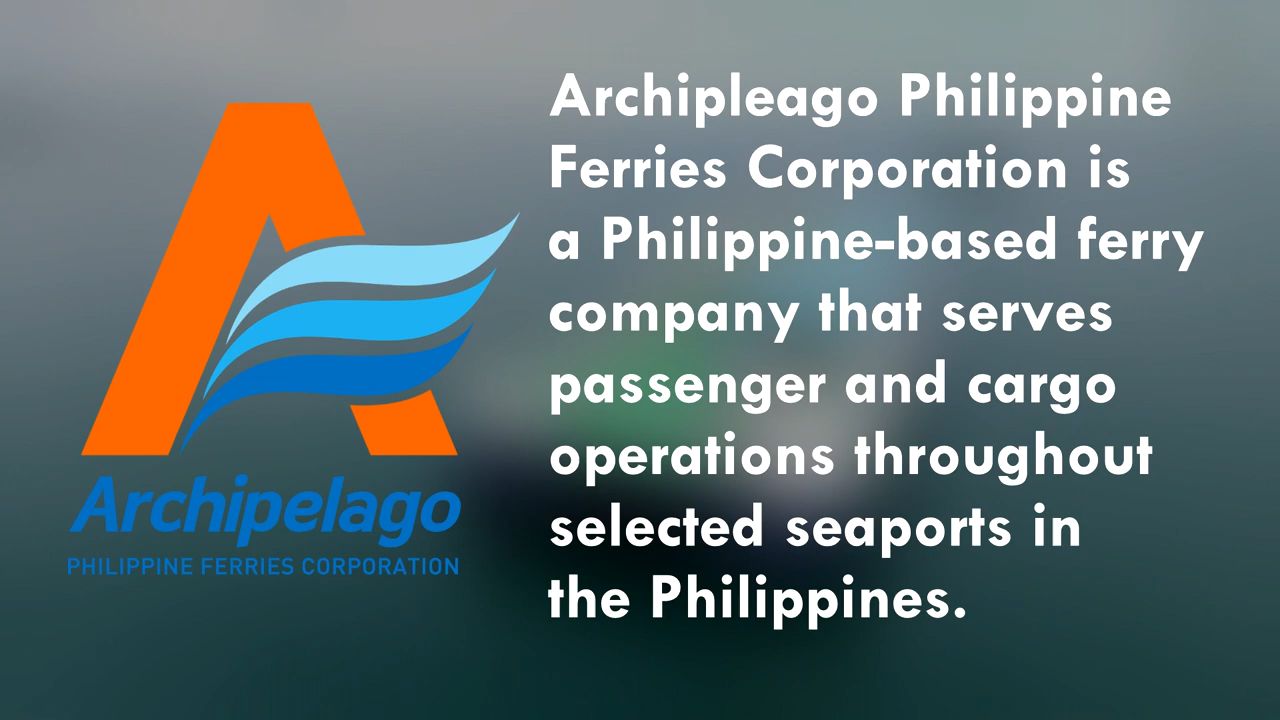 Archipelago
PHILIPPINE FERRIES CORPORATION
Archipleago Philippine
Ferries Corporation is
a Philippine-based ferry
company that serves
passenger and cargo
operations throughout
selected seaports in
the Philippines.